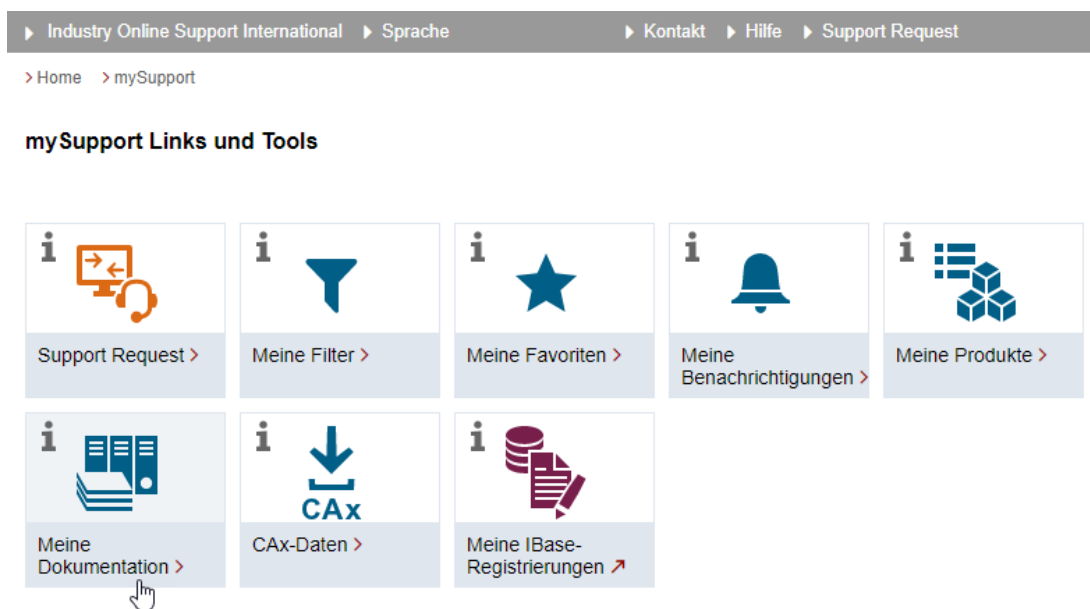 Industry Online Support International Sprache Kontakt Hilfe Support Request
Home mySupport
mySupport Links und Tools
Support Request
Meine Filter
Meine Favoriten
Meine
Benachrichtigungen
Meine Produkte
Meine
Dokumentation
CAx
CAx-Daten
Meine IBase-
Registrierungen